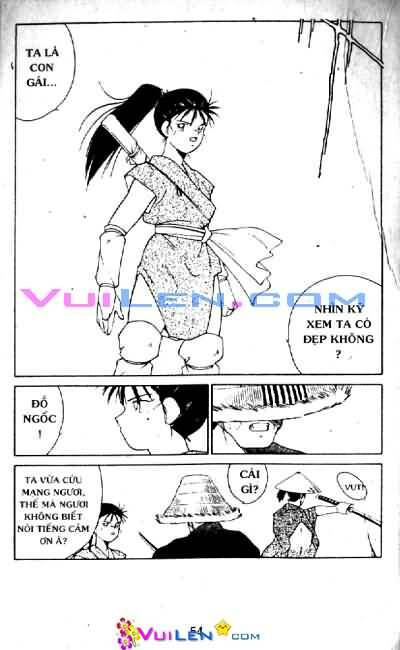 TA LÀ
CON
GÁI...
VUILEN.COM
NHÌN KỸ
XEM TA CÓ
ĐẸP KHÔNG
?
ĐỒ
NGỐC
!
TA VỪA CỨU
MẠNG NGƯƠI,
THẾ MÀ NGƯƠI
KHÔNG BIẾT
NÓI TIẾNG CẢM
ƠN À?
CÁI
GÌ?
VÚT!
54
VUILEN
.com